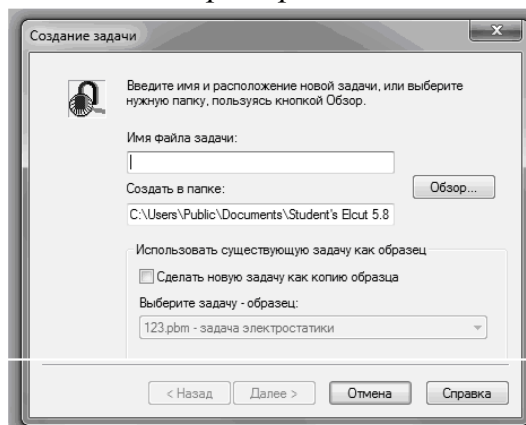 Создание задачи
Введите имя и расположение новой задачи, или выберите
нужную папку, пользуясь кнопкой Обзор.
Имя файла задачи:
Создать в папке:
Обзор...
C:\Users\Public\Documents\Student's Elcut 5.8
Использовать существующую задачу как образец
Сделать новую задачу как копию образца
Выберите задачу - образец:
123.pbm - задача электростатики
< Назад
Далее >
Отмена
Справка